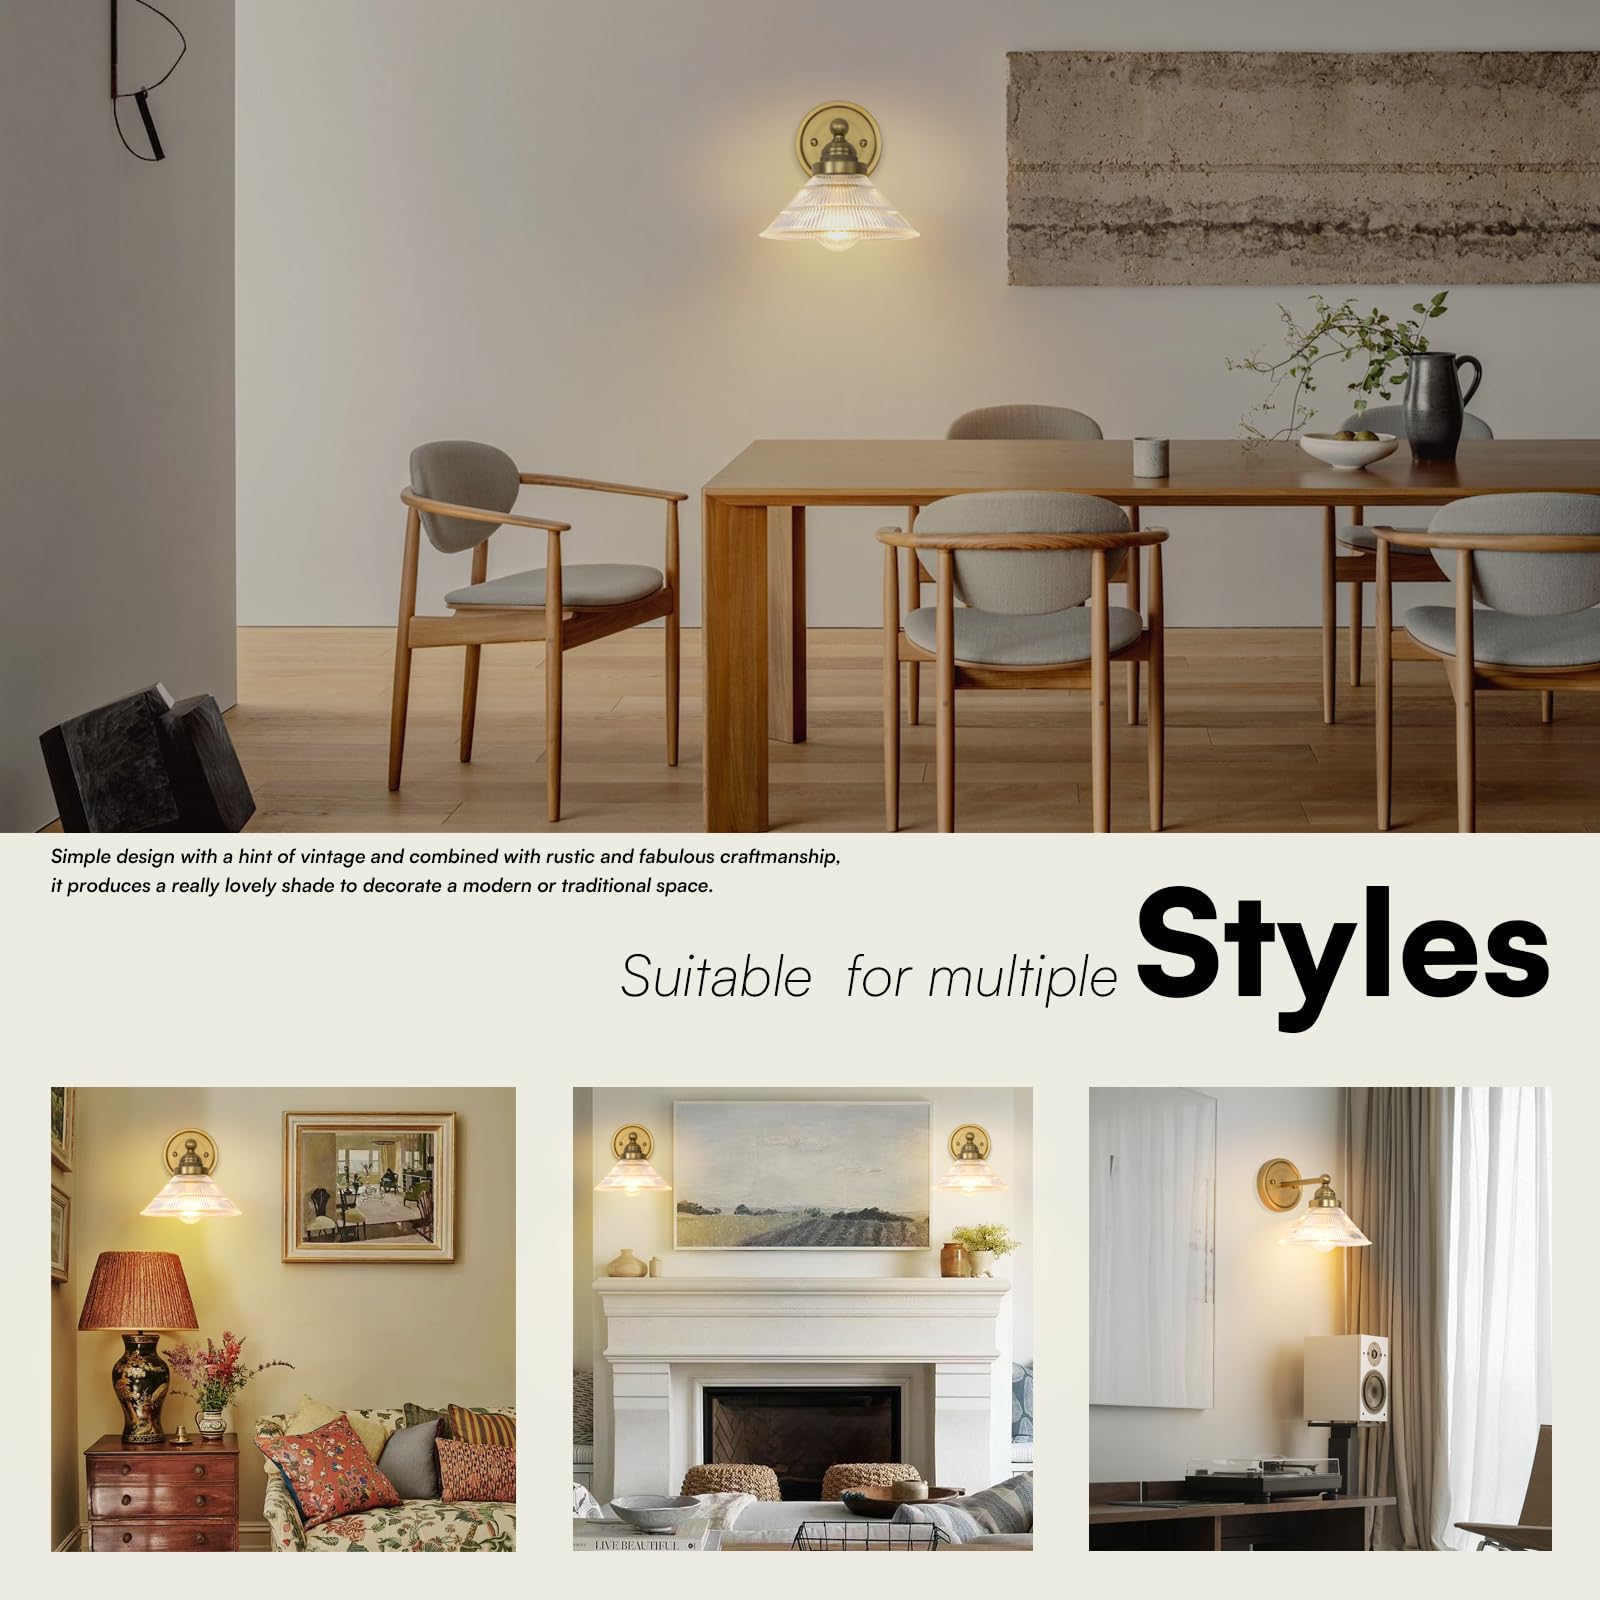 Simple design with a hint of vintage and combined with rustic and fabulous craftmanship,
it produces a really lovely shade to decorate a modern or traditional space.
Suitable for multiple Styles
LIVE BEAUTIFUL